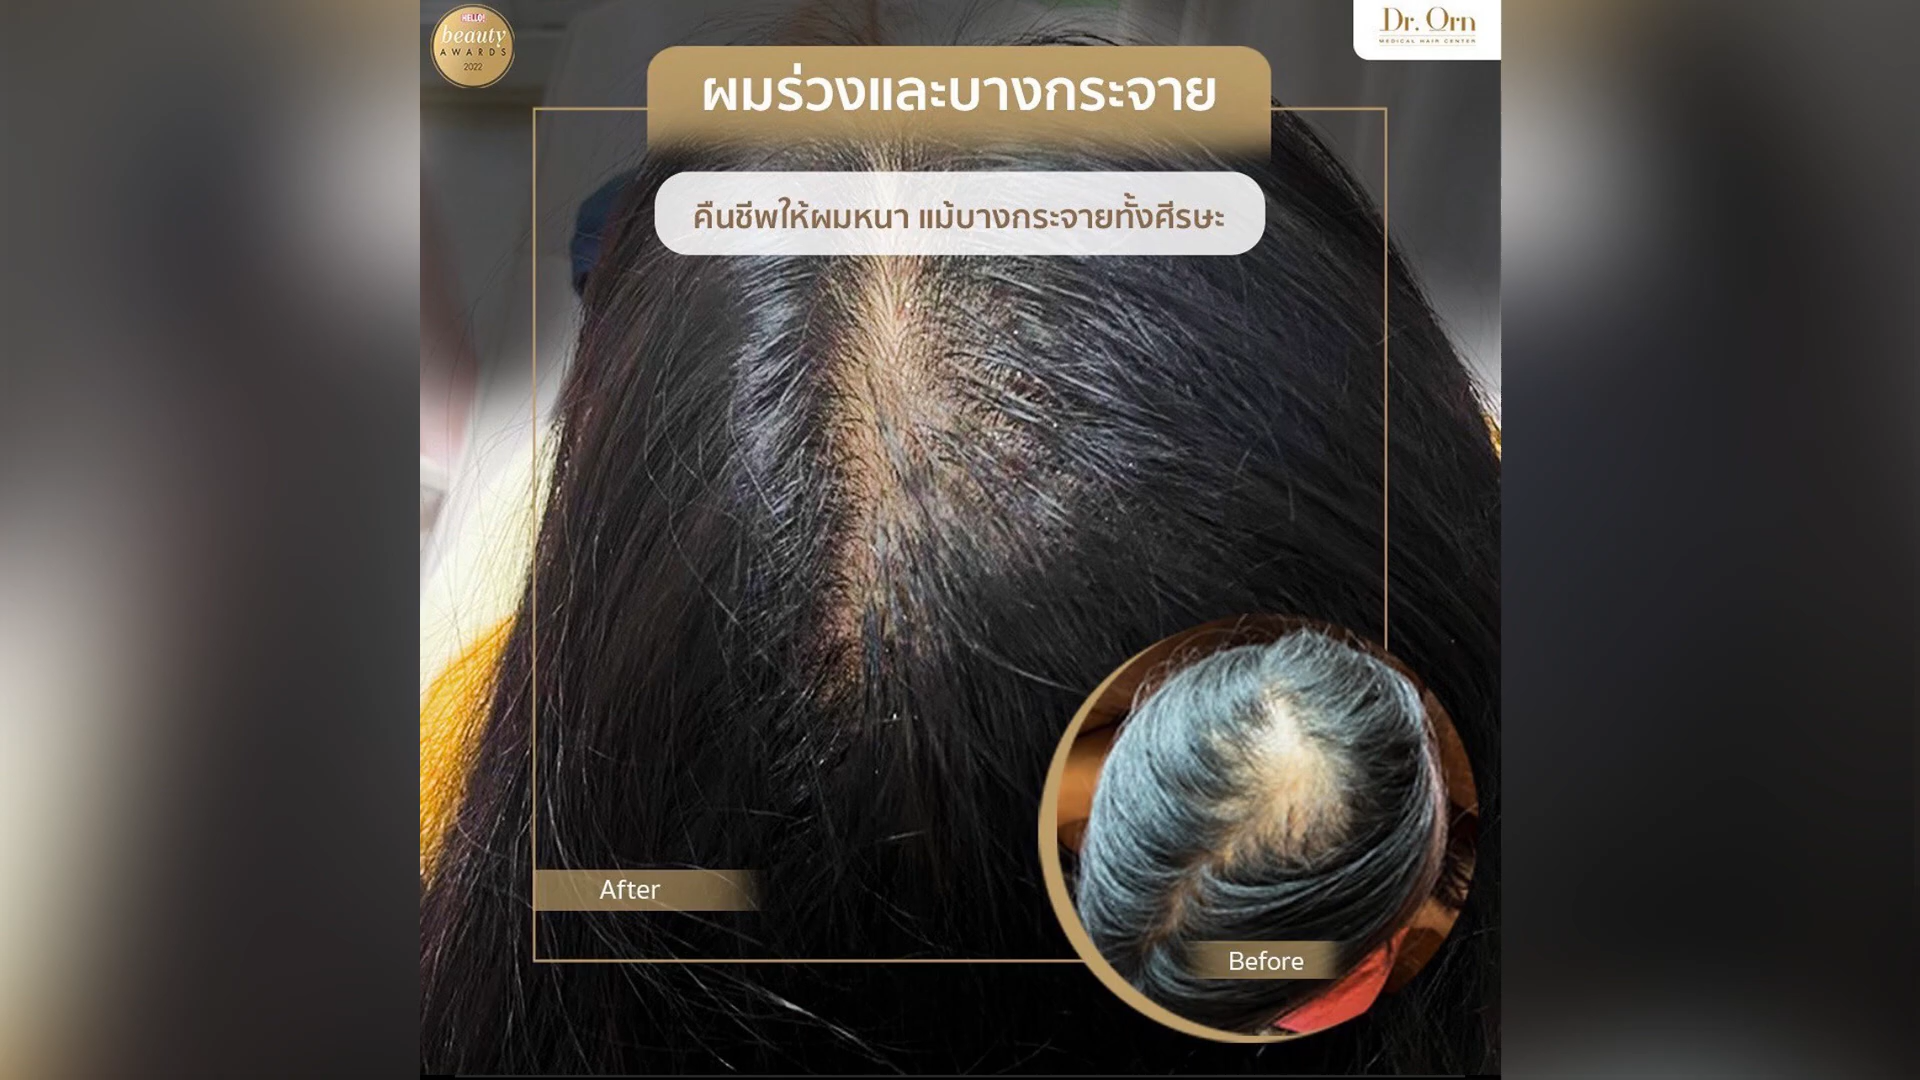 HELLO!
beauty
AWARDS
2022
Dr. Orn
MEDICAL HAIR CENTER
ผมร่วงและบางกระจาย
คืนชีพให้ผมหนา แม้บางกระจายทั้งศีรษะ
After
Before